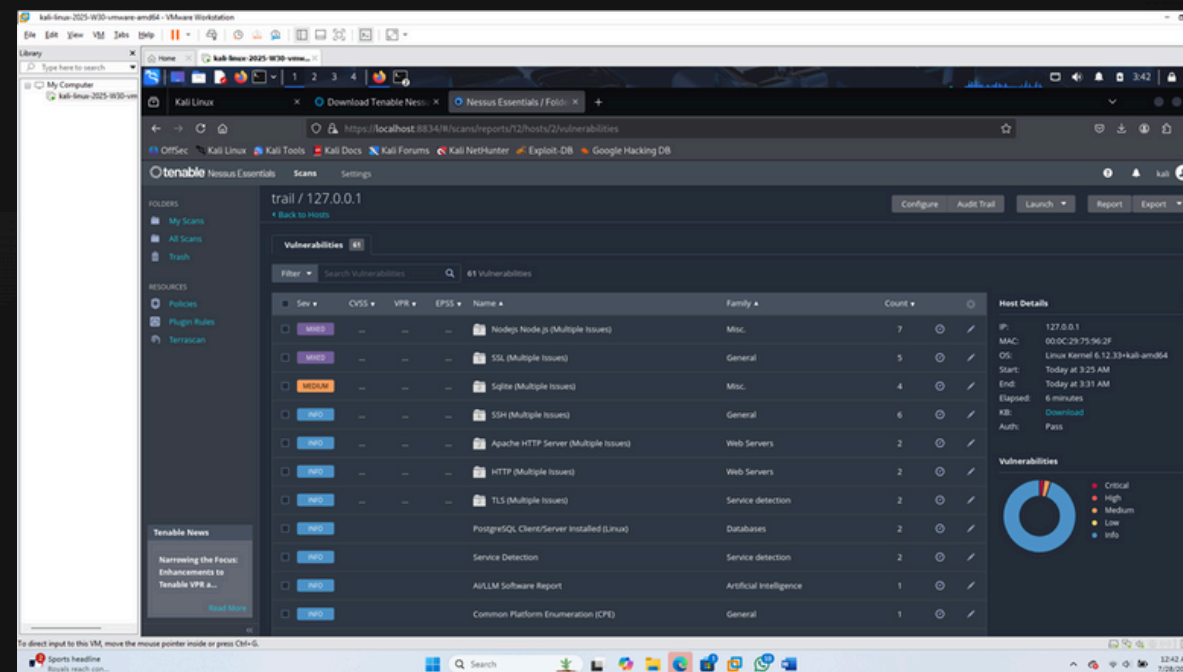 kali-linux-2025-W30-vmware-amd64 - VMware Workstation
File Edit View VM Tabs Help
Library
Type here to search
My Computer
kali-linux-2025-W30-vm
Home
kali-linux-2025-W30-vmw...
1 2 3 4
3:42
Kali Linux
Download Tenable Ness
Nessus Essentials / Folde
https://localhost:8834/#/scans/reports/12/hosts/2/vulnerabilities
OffSec Kali Linux Kali Tools Kali Docs Kali Forums Kali NetHunter Exploit-DB Google Hacking DB
tenable Nessus Essentials Scans Settings kali
FOLDERS
My Scans
All Scans
Trash
RESOURCES
Policies
Plugin Rules
Terrascan
trail / 127.0.0.1
Back to Hosts
Configure Audit Trail Launch Report Export
Vulnerabilities 61
Filter Search Vulnerabilities 61 Vulnerabilities
Sev CVSS VPR EPSS Name Family Count
MIXED ... ... ... Nodejs Node.js (Multiple Issues) Misc. 7
MIXED ... ... ... SSL (Multiple Issues) General 5
MEDIUM ... ... ... Sqlite (Multiple Issues) Misc. 4
INFO ... ... ... SSH (Multiple Issues) General 6
INFO ... ... ... Apache HTTP Server (Multiple Issues) Web Servers 2
INFO ... ... ... HTTP (Multiple Issues) Web Servers 2
INFO ... ... ... TLS (Multiple Issues) Service detection 2
INFO PostgreSQL Client/Server Installed (Linux) Databases 2
INFO Service Detection Service detection 2
INFO AI/LLM Software Report Artificial Intelligence 1
INFO Common Platform Enumeration (CPE) General 1
Host Details
IP: 127.0.0.1
MAC: 00:0C:29:75:96:2F
OS: Linux Kernel 6.12.33+kali-amd64
Start: Today at 3:25 AM
End: Today at 3:31 AM
Elapsed: 6 minutes
KB: Download
Auth: Pass
Vulnerabilities
Critical
High
Medium
Low
Info
Tenable News
Narrowing the Focus:
Enhancements to
Tenable VPR a...
Read More
To direct input to this VM, move the mouse pointer inside or press Ctrl+G.
Sports headline
Royals reach con...
Search
12:42
7/28/20